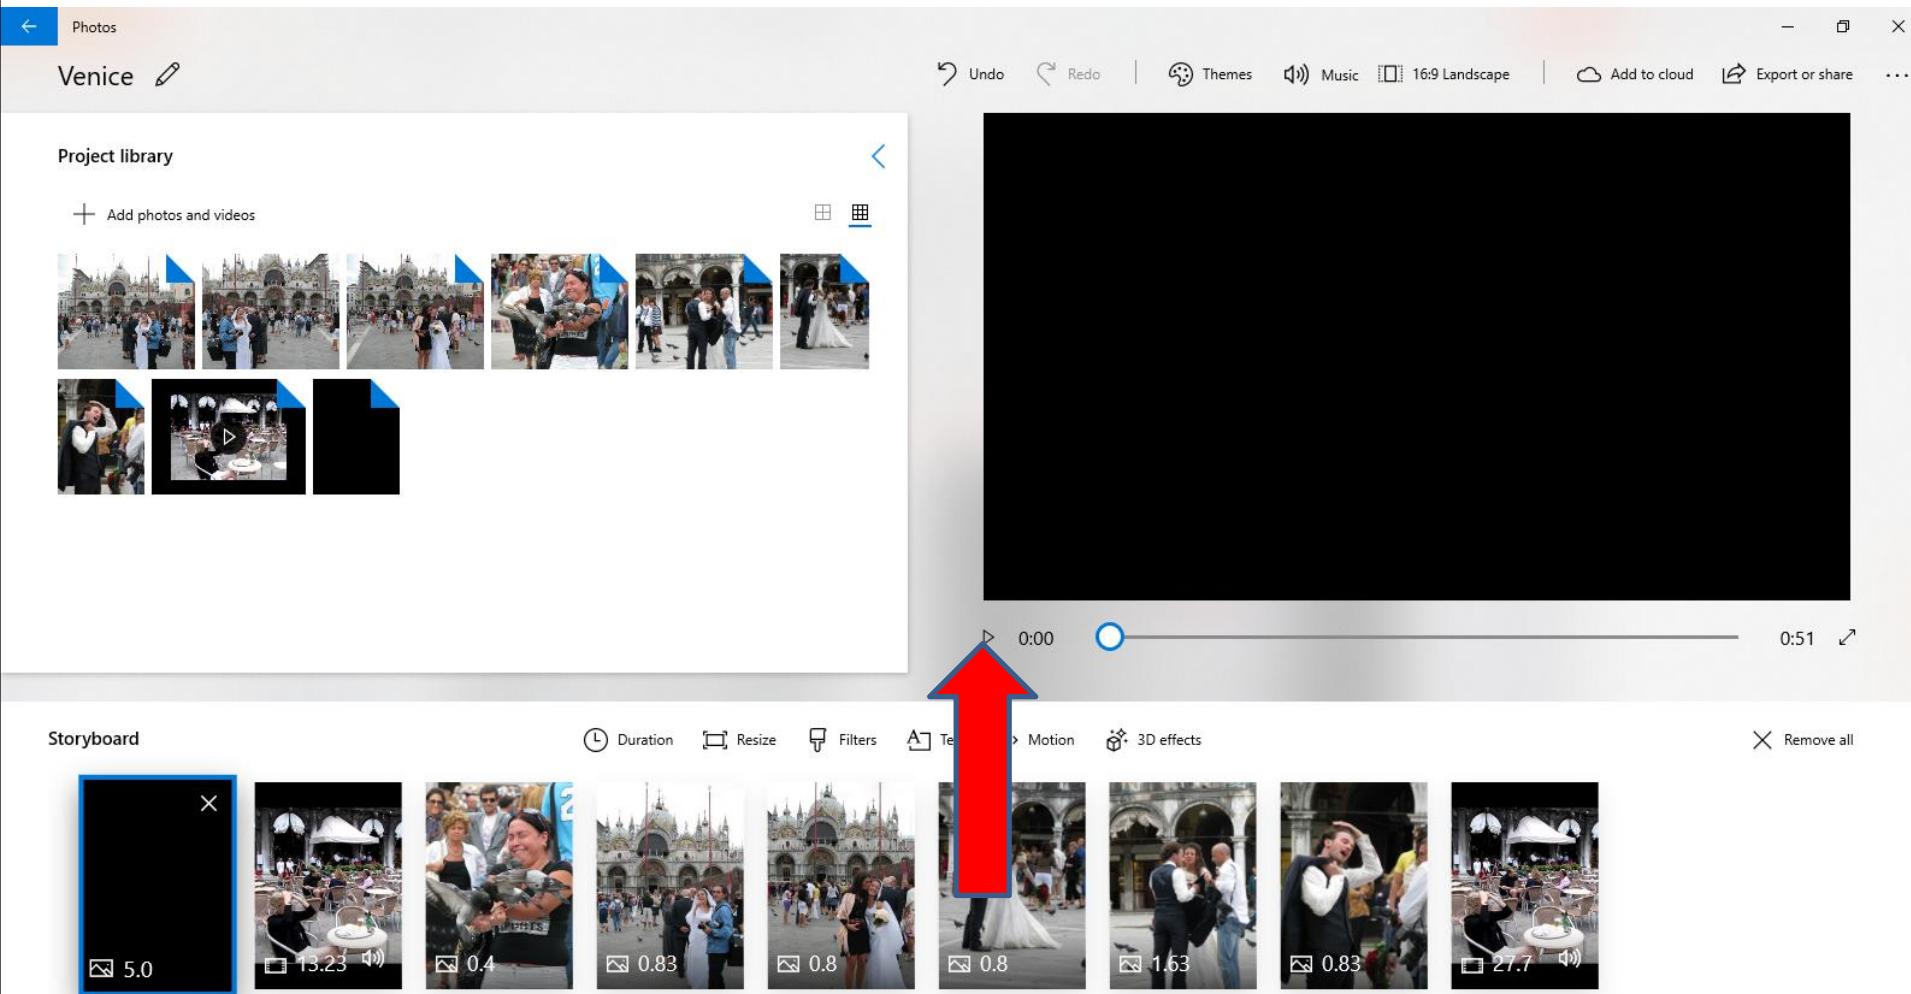 Photos
Venice
Undo Redo Themes Music 16:9 Landscape Add to cloud Export or share
Project library
Add photos and videos
0:00 0:51
Storyboard
Duration Resize Filters Motion 3D effects Remove all
5.0 13.23 0.4 0.83 0.8 0.8 1.63 0.83 27.7